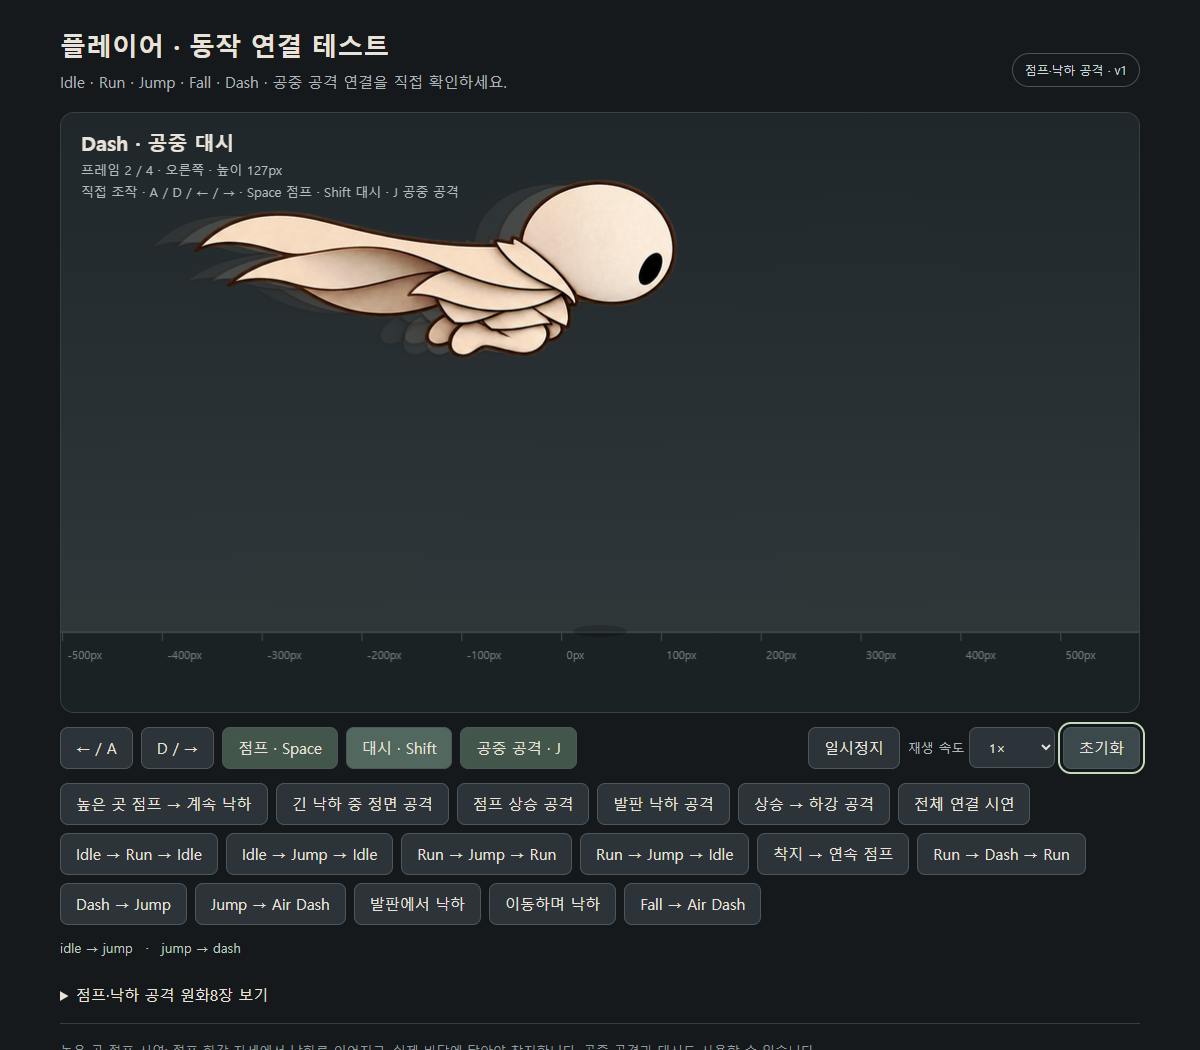 플레이어 · 동작 연결 테스트
Idle · Run · Jump · Fall · Dash · 공중 공격 연결을 직접 확인하세요.
점프·낙하 공격 · v1
Dash · 공중 대시
프레임 2 / 4 · 오른쪽 · 높이 127px
직접 조작 · A / D / ← / → · Space 점프 · Shift 대시 · J 공중 공격
-500px -400px -300px -200px -100px 0px 100px 200px 300px 400px 500px
← / A D / → 점프 · Space 대시 · Shift 공중 공격 · J 일시정지 재생 속도 1× 초기화
높은 곳 점프 → 계속 낙하 긴 낙하 중 정면 공격 점프 상승 공격 발판 낙하 공격 상승 → 하강 공격 전체 연결 시연
Idle → Run → Idle Idle → Jump → Idle Run → Jump → Run Run → Jump → Idle 착지 → 연속 점프 Run → Dash → Run
Dash → Jump Jump → Air Dash 발판에서 낙하 이동하며 낙하 Fall → Air Dash
idle → jump · jump → dash
▶ 점프·낙하 공격 원화8장 보기